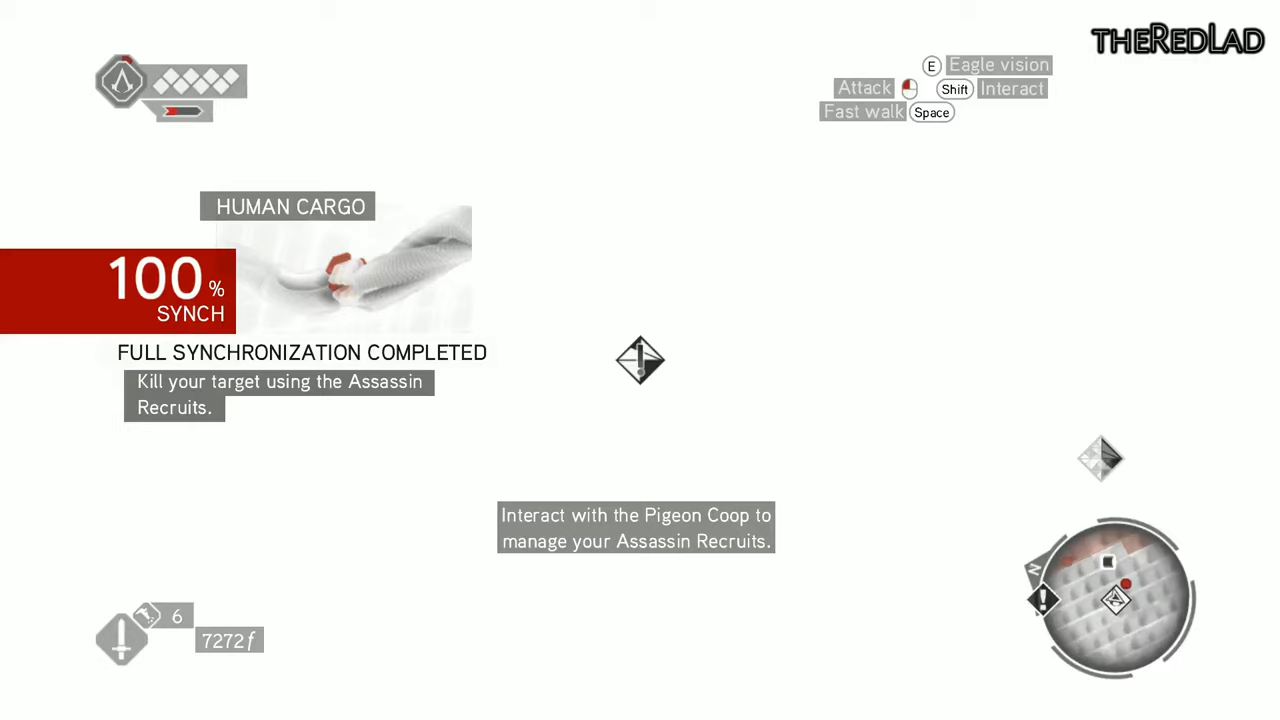 THEREDLAD
E Eagle vision
Attack Shift Interact
Fast walk Space
HUMAN CARGO
100%
SYNCH
FULL SYNCHRONIZATION COMPLETED
Kill your target using the Assassin
Recruits.
Interact with the Pigeon Coop to
manage your Assassin Recruits.
N
6
7272ƒ